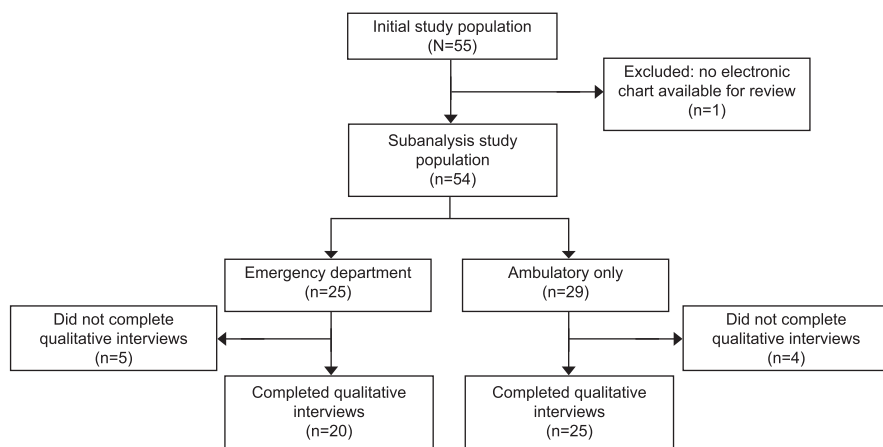 Initial study population
(N=55)
Excluded: no electronic
chart available for review
(n=1)
Subanalysis study
population
(n=54)
Emergency department
(n=25)
Ambulatory only
(n=29)
Did not complete
qualitative interviews
(n=5)
Did not complete
qualitative interviews
(n=4)
Completed qualitative
interviews
(n=20)
Completed qualitative
interviews
(n=25)